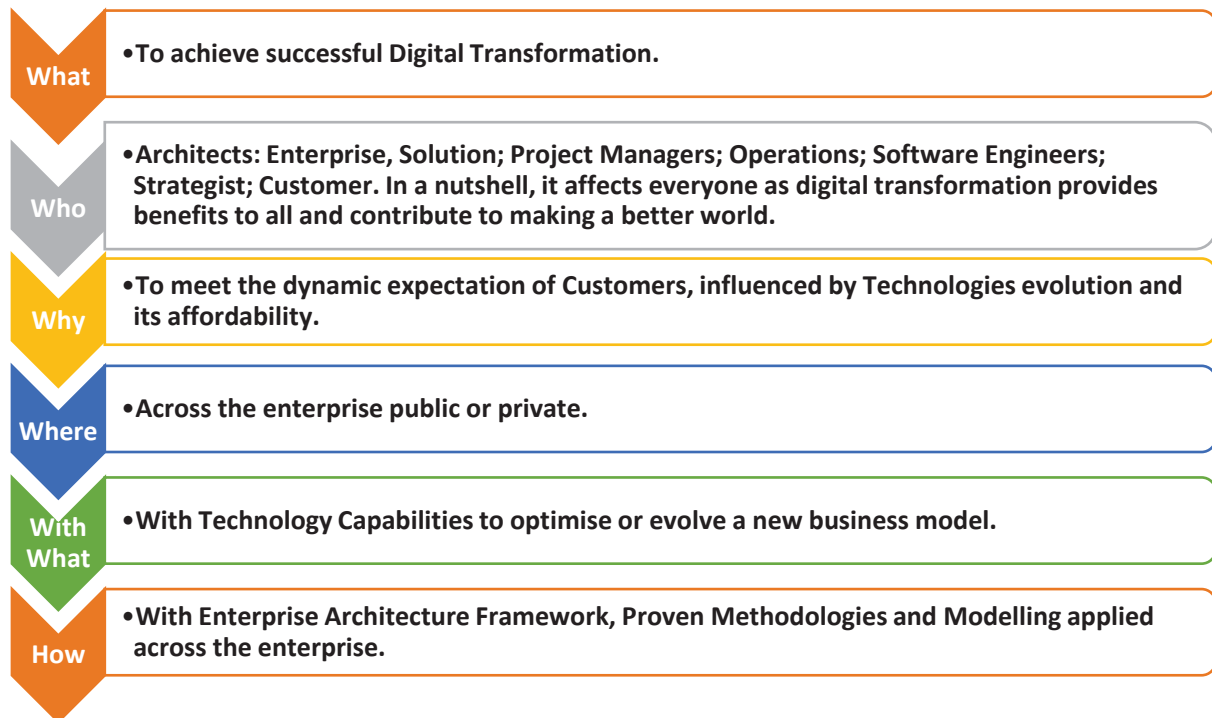 What
•To achieve successful Digital Transformation.
Who
•Architects: Enterprise, Solution; Project Managers; Operations; Software Engineers;
Strategist; Customer. In a nutshell, it affects everyone as digital transformation provides
benefits to all and contribute to making a better world.
Why
•To meet the dynamic expectation of Customers, influenced by Technologies evolution and
its affordability.
Where
•Across the enterprise public or private.
With
What
•With Technology Capabilities to optimise or evolve a new business model.
How
•With Enterprise Architecture Framework, Proven Methodologies and Modelling applied
across the enterprise.